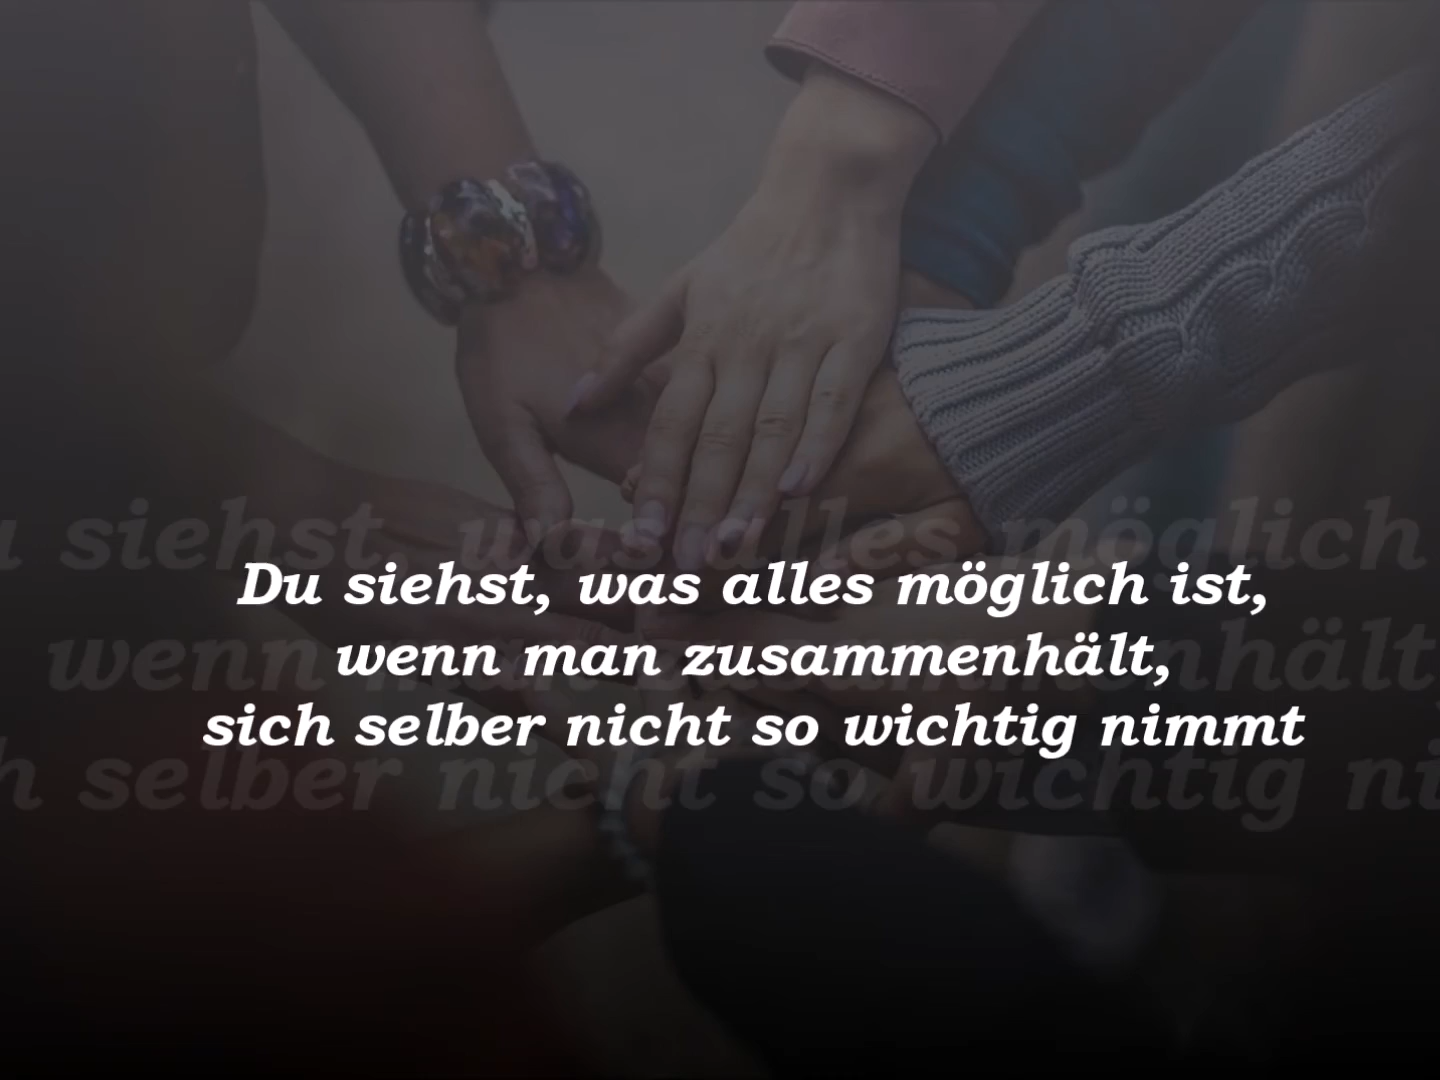 Du siehst, was alles möglich ist,
wenn man zusammenhält,
sich selber nicht so wichtig nimmt